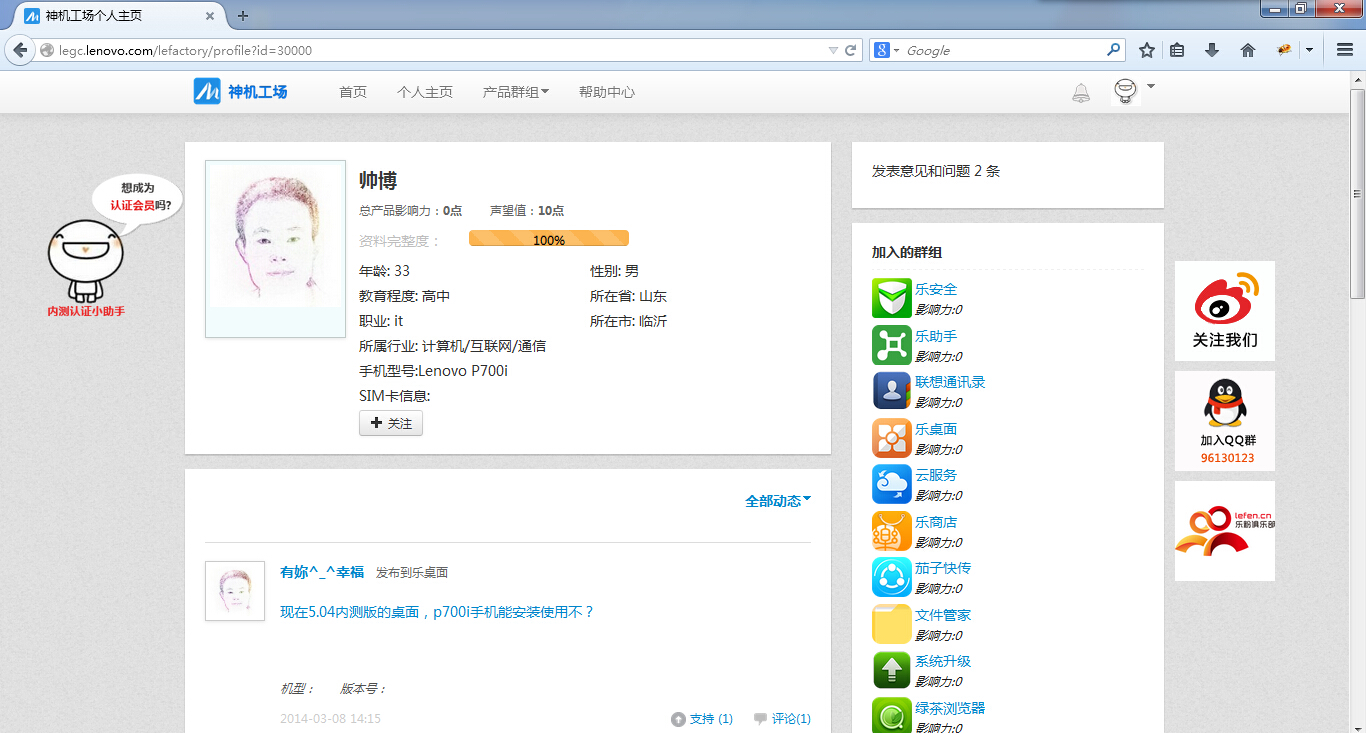 神机工场个人主页
legc.lenovo.com/lefactory/profile?id=30000
Google
神机工场 首页 个人主页 产品群组 帮助中心
想成为
认证会员吗?
内测认证小助手
帅博
总产品影响力：0点 声望值：10点
资料完整度： 100%
年龄: 33 性别: 男
教育程度: 高中 所在省: 山东
职业: it 所在市: 临沂
所属行业: 计算机/互联网/通信
手机型号:Lenovo P700i
SIM卡信息:
关注
全部动态
有妳^_^幸福 发布到乐桌面
现在5.04内测版的桌面，p700i手机能安装使用不？
机型： 版本号：
2014-03-08 14:15 支持 (1) 评论(1)
发表意见和问题 2 条
加入的群组
乐安全
影响力:0
乐助手
影响力:0
联想通讯录
影响力:0
乐桌面
影响力:0
云服务
影响力:0
乐商店
影响力:0
茄子快传
影响力:0
文件管家
影响力:0
系统升级
影响力:0
绿茶浏览器
影响力:0
关注我们
加入QQ群
96130123
lefen.cn
乐粉俱乐部